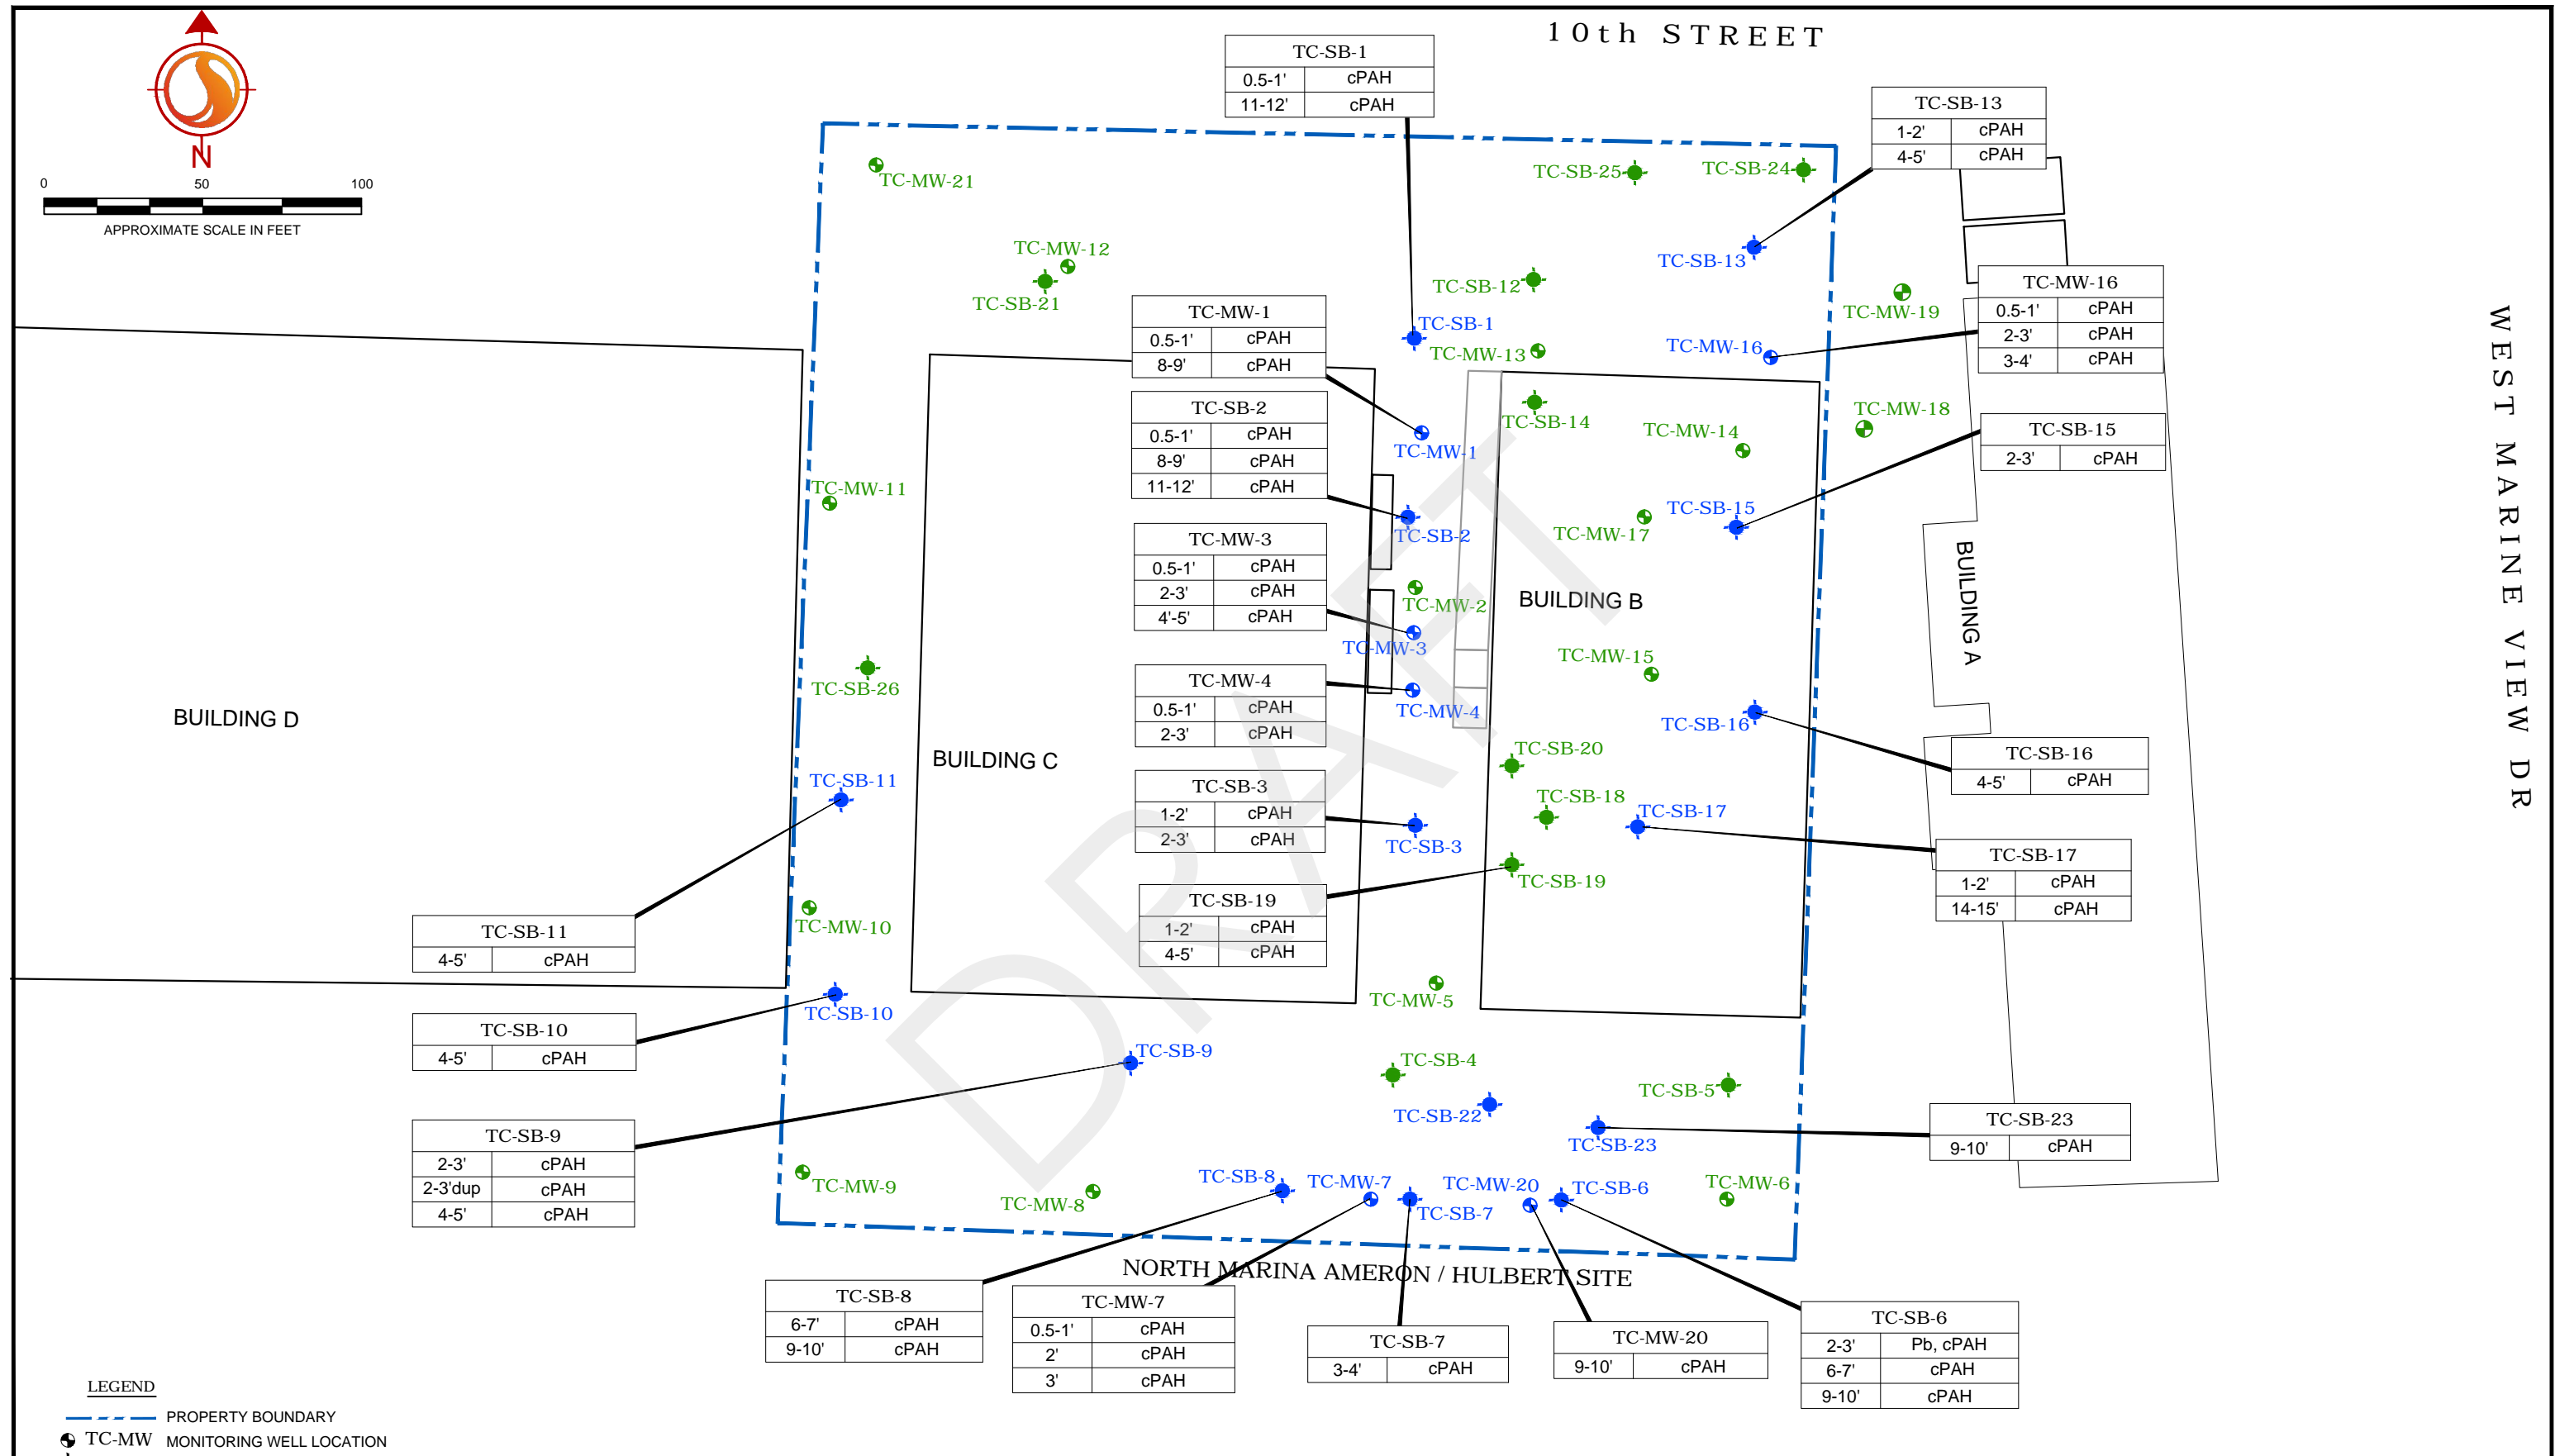 10th STREET
N
0 50 100
APPROXIMATE SCALE IN FEET
TC-SB-1
0.5-1' cPAH
11-12' cPAH
TC-SB-13
1-2' cPAH
4-5' cPAH
TC-MW-21
TC-SB-25
TC-SB-24
TC-MW-12
TC-SB-21
TC-SB-12
TC-SB-13
TC-MW-16
0.5-1' cPAH
2-3' cPAH
3-4' cPAH
TC-MW-19
TC-MW-1
0.5-1' cPAH
8-9' cPAH
TC-SB-1
TC-MW-13
TC-MW-16
WEST MARINE VIEW DR
TC-SB-2
0.5-1' cPAH
8-9' cPAH
11-12' cPAH
TC-MW-1
TC-SB-14
TC-MW-14
TC-MW-18
TC-SB-15
2-3' cPAH
TC-MW-11
TC-SB-2
TC-MW-17
TC-SB-15
TC-MW-3
0.5-1' cPAH
2-3' cPAH
4'-5' cPAH
TC-MW-2
BUILDING B
BUILDING A
TC-MW-3
TC-MW-15
TC-SB-26
TC-MW-4
0.5-1' cPAH
2-3' cPAH
TC-MW-4
TC-SB-16
BUILDING D
BUILDING C
TC-SB-20
TC-SB-16
4-5' cPAH
TC-SB-11
TC-SB-3
1-2' cPAH
2-3' cPAH
TC-SB-3
TC-SB-18
TC-SB-17
TC-SB-17
1-2' cPAH
14-15' cPAH
TC-SB-19
TC-SB-19
1-2' cPAH
4-5' cPAH
TC-MW-10
TC-SB-11
4-5' cPAH
TC-MW-5
TC-SB-10
TC-SB-10
4-5' cPAH
TC-SB-9
TC-SB-4
TC-SB-5
TC-SB-22
TC-SB-23
TC-SB-23
9-10' cPAH
TC-SB-9
2-3' cPAH
2-3'dup cPAH
4-5' cPAH
TC-MW-9
TC-MW-8
TC-SB-8
TC-MW-7
TC-SB-7
TC-MW-20
TC-SB-6
TC-MW-6
NORTH MARINA AMERON / HULBERT SITE
TC-SB-8
6-7' cPAH
9-10' cPAH
TC-MW-7
0.5-1' cPAH
2' cPAH
3' cPAH
TC-SB-7
3-4' cPAH
TC-MW-20
9-10' cPAH
TC-SB-6
2-3' Pb, cPAH
6-7' cPAH
9-10' cPAH
DRAFT
LEGEND
PROPERTY BOUNDARY
TC-MW MONITORING WELL LOCATION